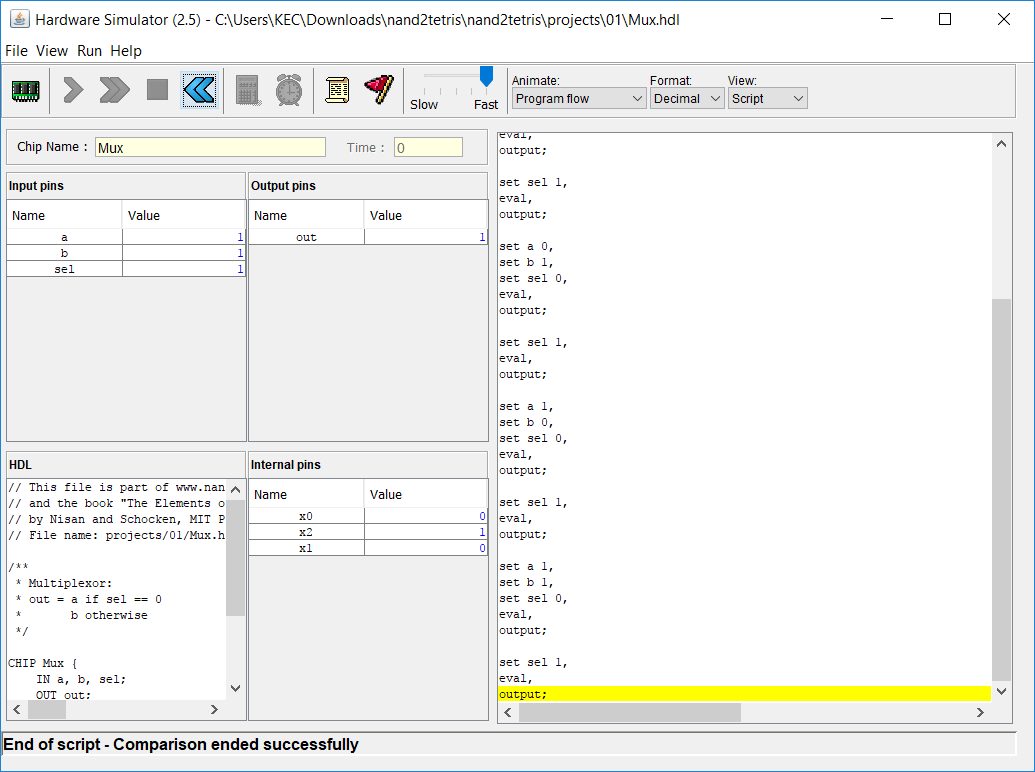 Hardware Simulator (2.5) - C:\Users\KEC\Downloads\nand2tetris\nand2tetris\projects\01\Mux.hdl
File View Run Help
Slow Fast
Animate:
Program flow
Format:
Decimal
View:
Script
Chip Name :
Mux
Time :
0
Input pins
Name Value
a 1
b 1
sel 1
Output pins
Name Value
out 1
HDL
// This file is part of www.nan
// and the book "The Elements o
// by Nisan and Schocken, MIT P
// File name: projects/01/Mux.h
/**
* Multiplexor:
* out = a if sel == 0
* b otherwise
*/
CHIP Mux {
IN a, b, sel;
OUT out;
Internal pins
Name Value
x0 0
x2 1
x1 0
eval,
output;
set sel 1,
eval,
output;
set a 0,
set b 1,
set sel 0,
eval,
output;
set sel 1,
eval,
output;
set a 1,
set b 0,
set sel 0,
eval,
output;
set sel 1,
eval,
output;
set a 1,
set b 1,
set sel 0,
eval,
output;
set sel 1,
eval,
output;
End of script - Comparison ended successfully